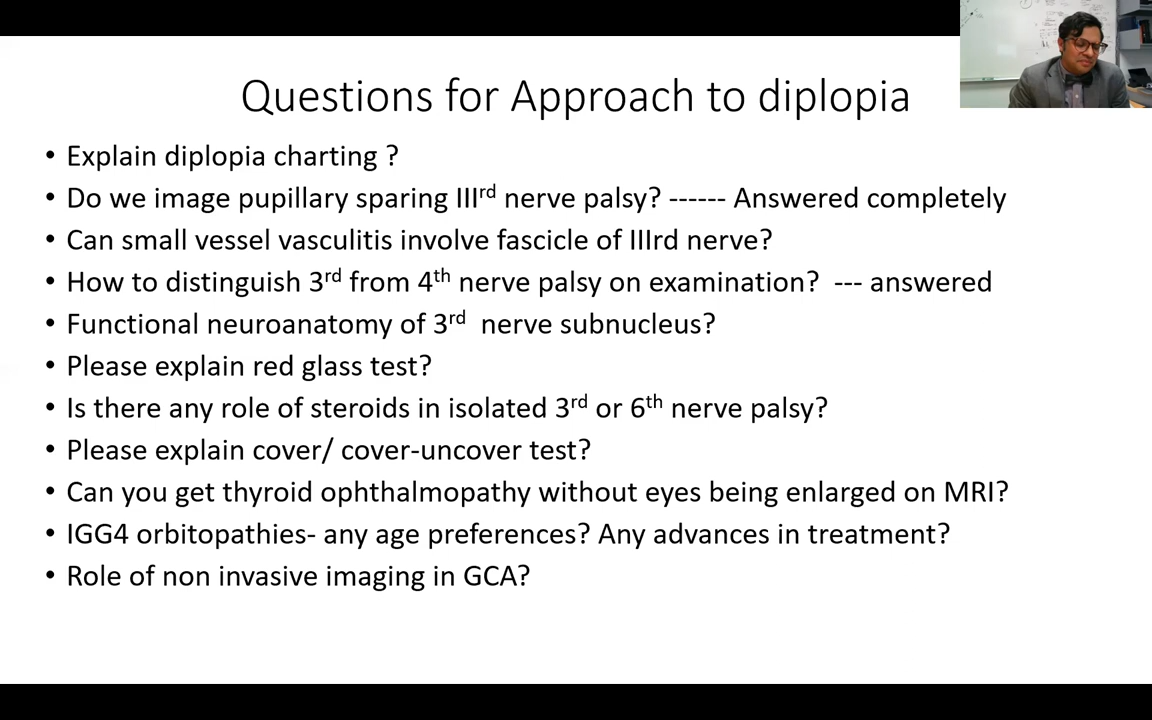 Questions for Approach to diplopia
• Explain diplopia charting ?
• Do we image pupillary sparing IIIrd nerve palsy? ------ Answered completely
• Can small vessel vasculitis involve fascicle of IIIrd nerve?
• How to distinguish 3rd from 4th nerve palsy on examination? --- answered
• Functional neuroanatomy of 3rd nerve subnucleus?
• Please explain red glass test?
• Is there any role of steroids in isolated 3rd or 6th nerve palsy?
• Please explain cover/ cover-uncover test?
• Can you get thyroid ophthalmopathy without eyes being enlarged on MRI?
• IGG4 orbitopathies- any age preferences? Any advances in treatment?
• Role of non invasive imaging in GCA?